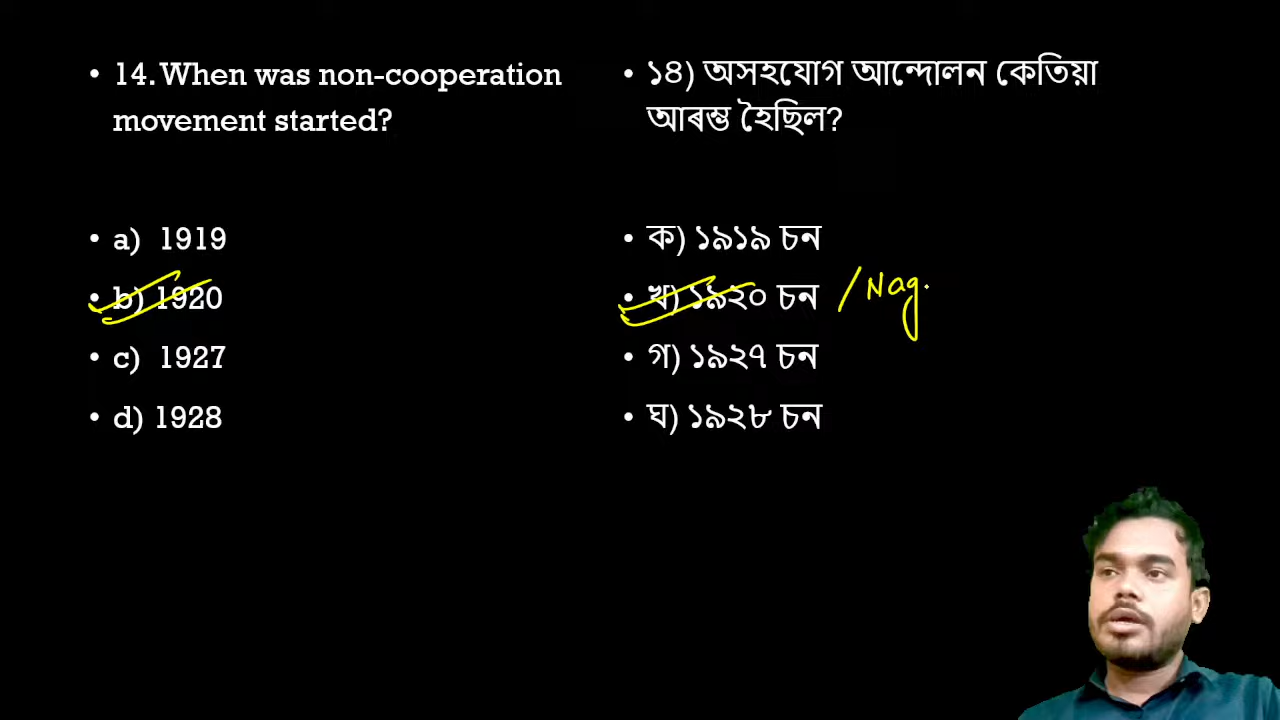 14. When was non-cooperation
movement started?
a) 1919
b) 1920
c) 1927
d) 1928
১৪) অসহযোগ আন্দোলন কেতিয়া
আৰম্ভ হৈছিল?
ক) ১৯১৯ চন
খ) ১৯২০ চন / Nag
গ) ১৯২৭ চন
ঘ) ১৯২৮ চন